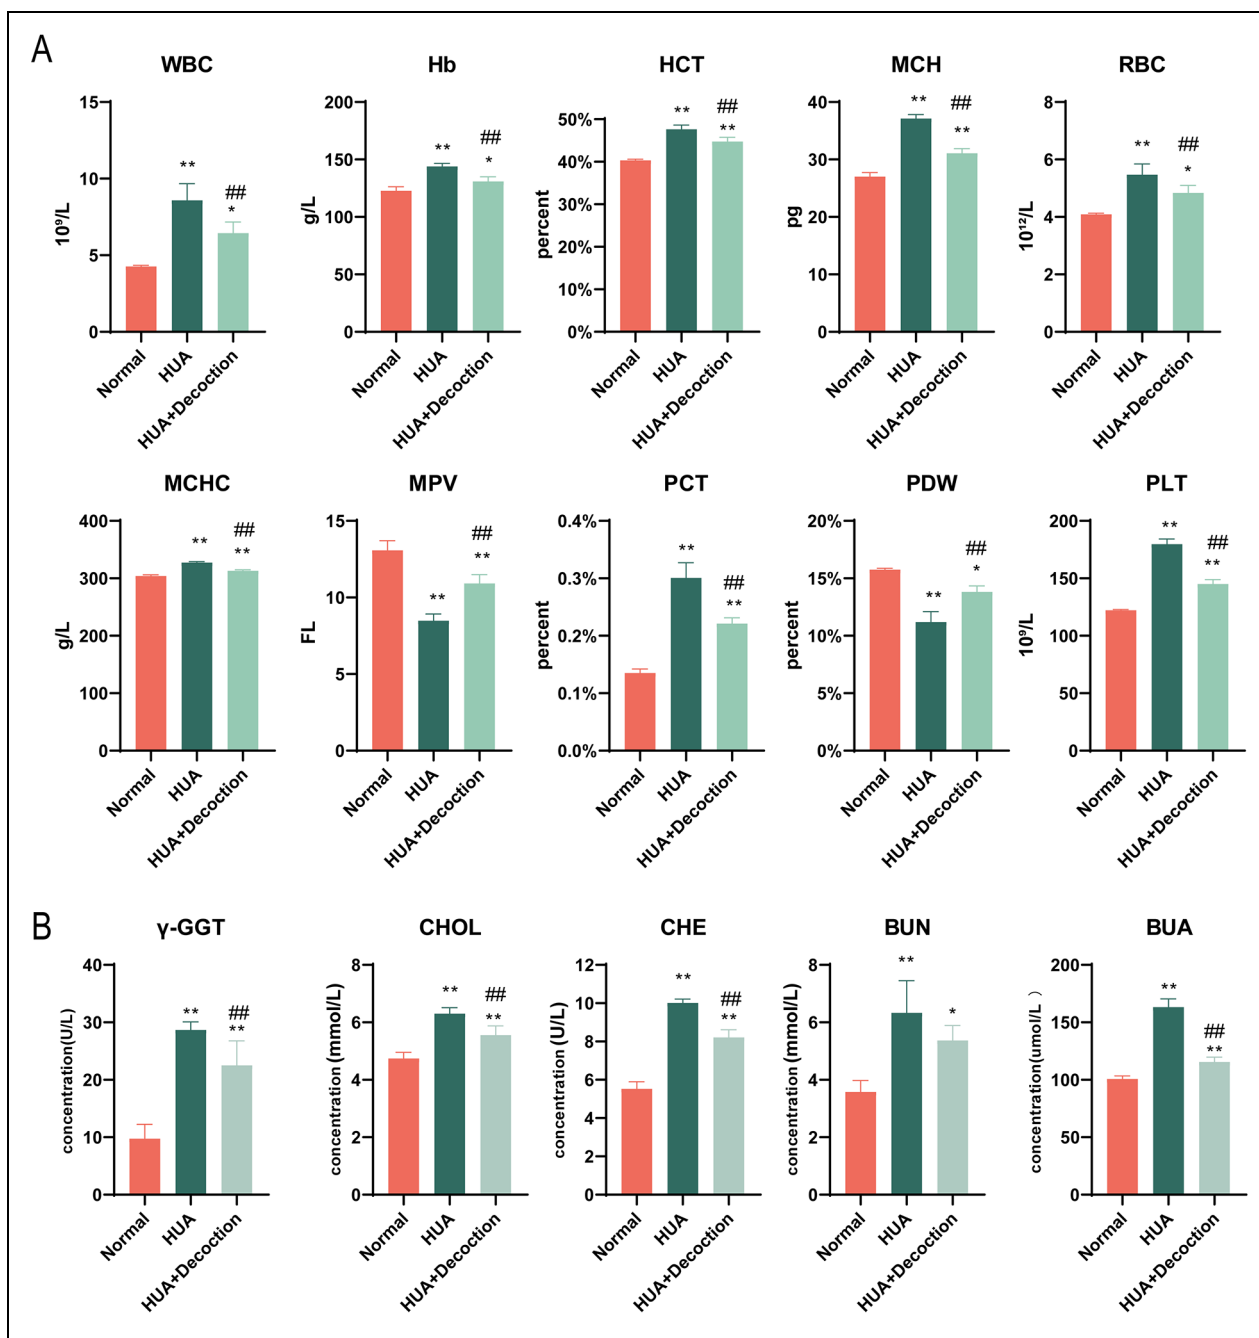 A
WBC
15
10
5
0
10⁹/L
**
##
*
Normal
HUA
HUA+Decoction
Hb
200
150
100
50
0
g/L
**
##
*
Normal
HUA
HUA+Decoction
HCT
50%
40%
30%
20%
10%
0%
percent
**
##
**
Normal
HUA
HUA+Decoction
MCH
40
30
20
10
0
pg
**
##
**
Normal
HUA
HUA+Decoction
RBC
8
6
4
2
0
10¹²/L
**
##
*
Normal
HUA
HUA+Decoction
MCHC
400
300
200
100
0
g/L
**
##
**
Normal
HUA
HUA+Decoction
MPV
15
10
5
0
FL
**
##
**
Normal
HUA
HUA+Decoction
PCT
0.4%
0.3%
0.2%
0.1%
0.0%
percent
**
##
**
Normal
HUA
HUA+Decoction
PDW
20%
15%
10%
5%
0%
percent
**
##
*
Normal
HUA
HUA+Decoction
PLT
200
150
100
50
0
10⁹/L
**
##
**
Normal
HUA
HUA+Decoction
B
γ-GGT
40
30
20
10
0
concentration(U/L)
**
##
**
Normal
HUA
HUA+Decoction
CHOL
8
6
4
2
0
concentration (mmol/L)
**
##
**
Normal
HUA
HUA+Decoction
CHE
12
10
8
6
4
2
0
concentration (U/L)
**
##
**
Normal
HUA
HUA+Decoction
BUN
8
6
4
2
0
concentration (mmol/L)
**
*
Normal
HUA
HUA+Decoction
BUA
200
150
100
50
0
concentration(umol/L）
**
##
**
Normal
HUA
HUA+Decoction